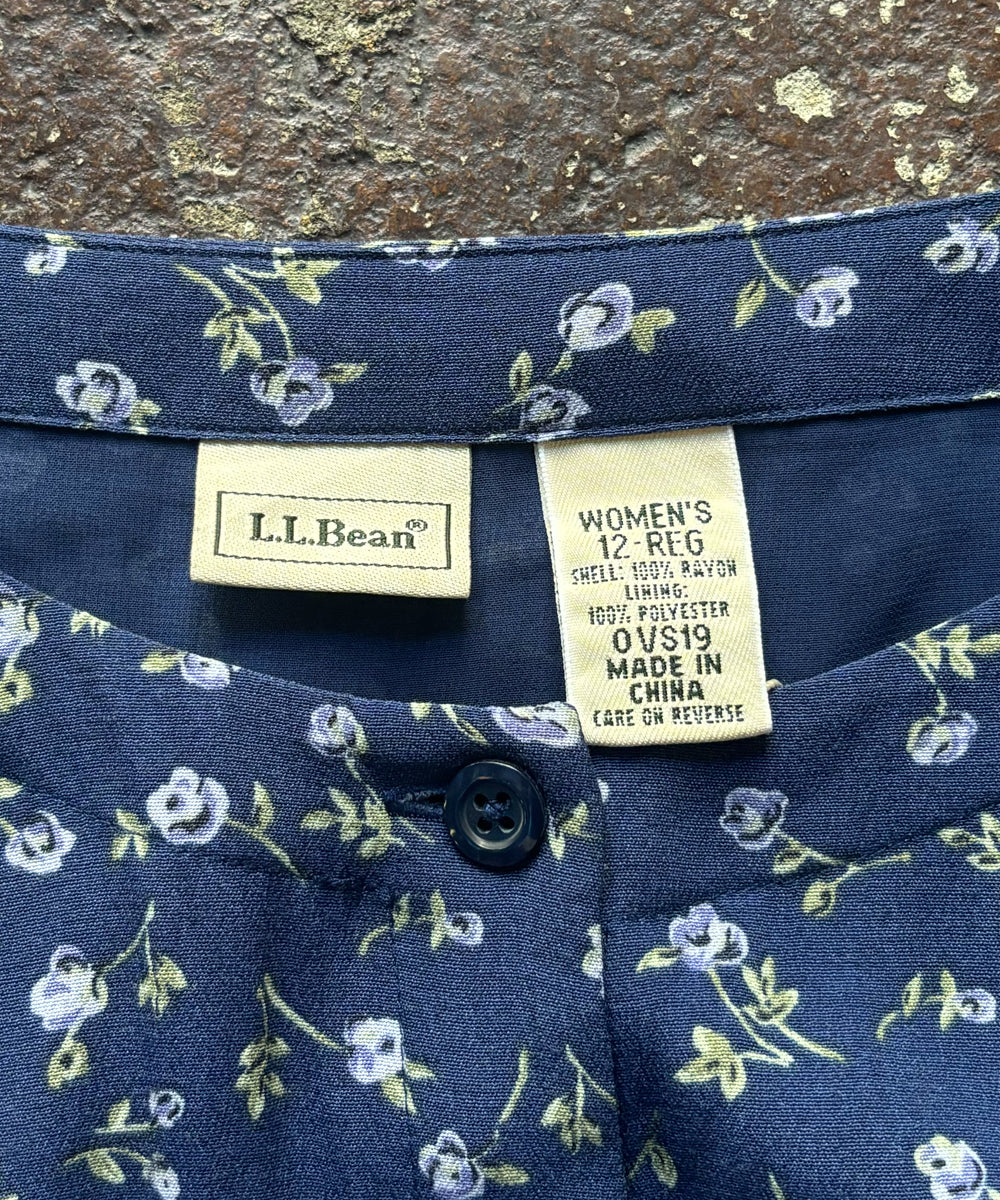 L.L.Bean®
WOMEN'S
12-REG
SHELL: 100% RAYON
LINING:
100% POLYESTER
0VS19
MADE IN
CHINA
CARE ON REVERSE